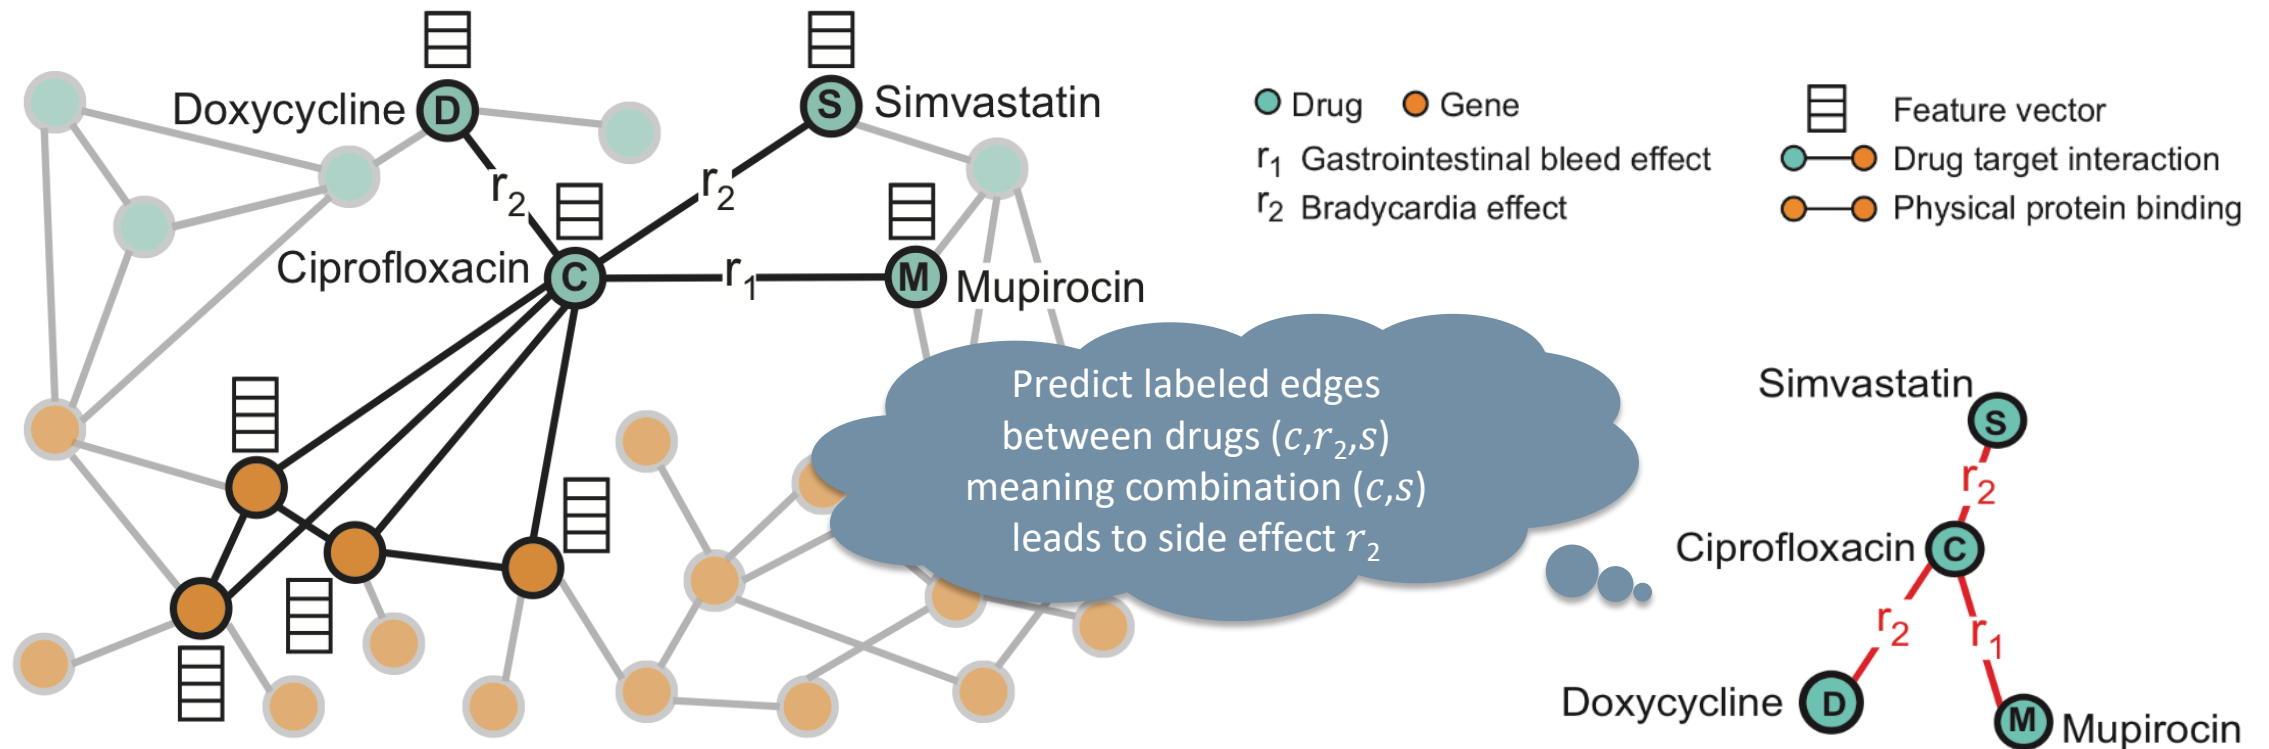 Doxycycline
D
S
Simvastatin
r2
r2
Ciprofloxacin
C
r1
M
Mupirocin
Drug
Gene
r1 Gastrointestinal bleed effect
r2 Bradycardia effect
Feature vector
Drug target interaction
Physical protein binding
Predict labeled edges
between drugs (c,r2,s)
meaning combination (c,s)
leads to side effect r2
Simvastatin
S
r2
Ciprofloxacin
C
r2
r1
Doxycycline
D
M
Mupirocin